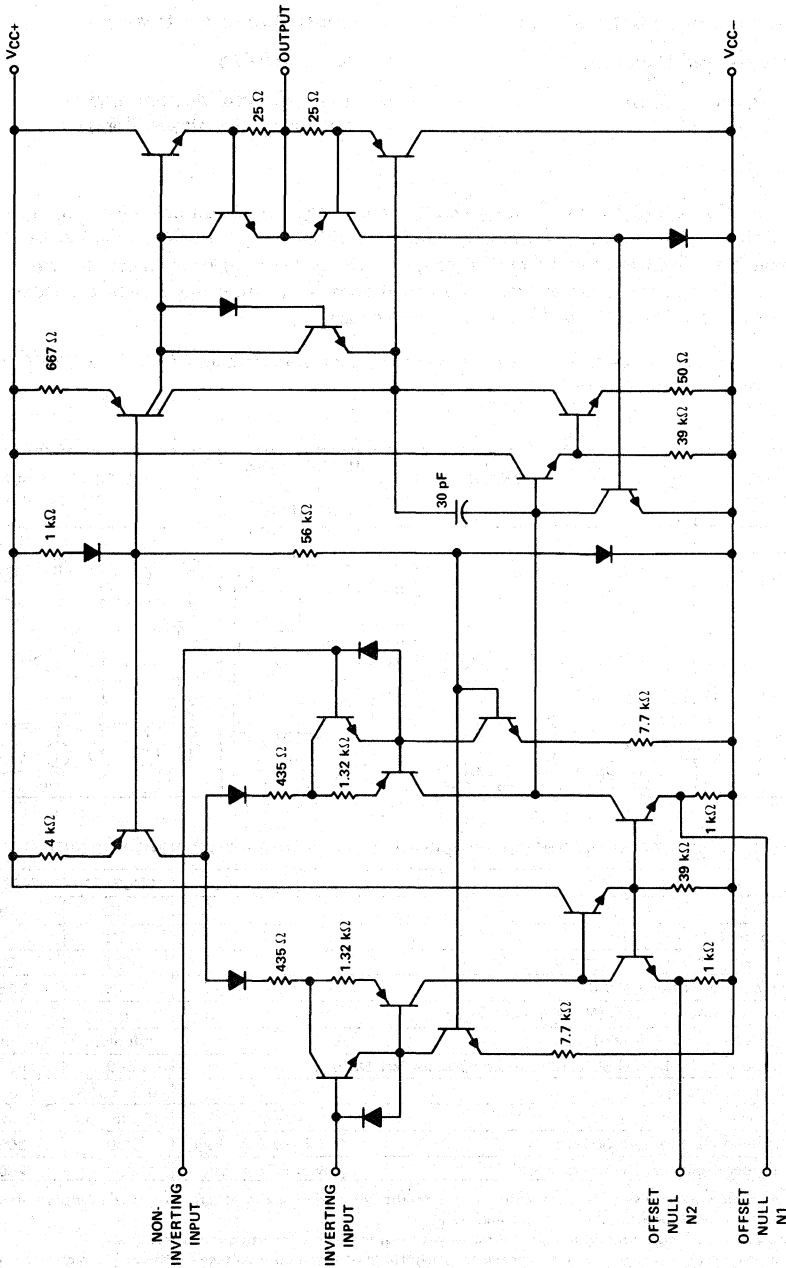 VCC+
OUTPUT
VCC−
25 Ω
25 Ω
667 Ω
50 Ω
39 kΩ
30 pF
1 kΩ
56 kΩ
7.7 kΩ
435 Ω
1.32 kΩ
4 kΩ
1 kΩ
39 kΩ
435 Ω
1.32 kΩ
1 kΩ
7.7 kΩ
NON-
INVERTING
INPUT
INVERTING
INPUT
OFFSET
NULL
N2
OFFSET
NULL
N1